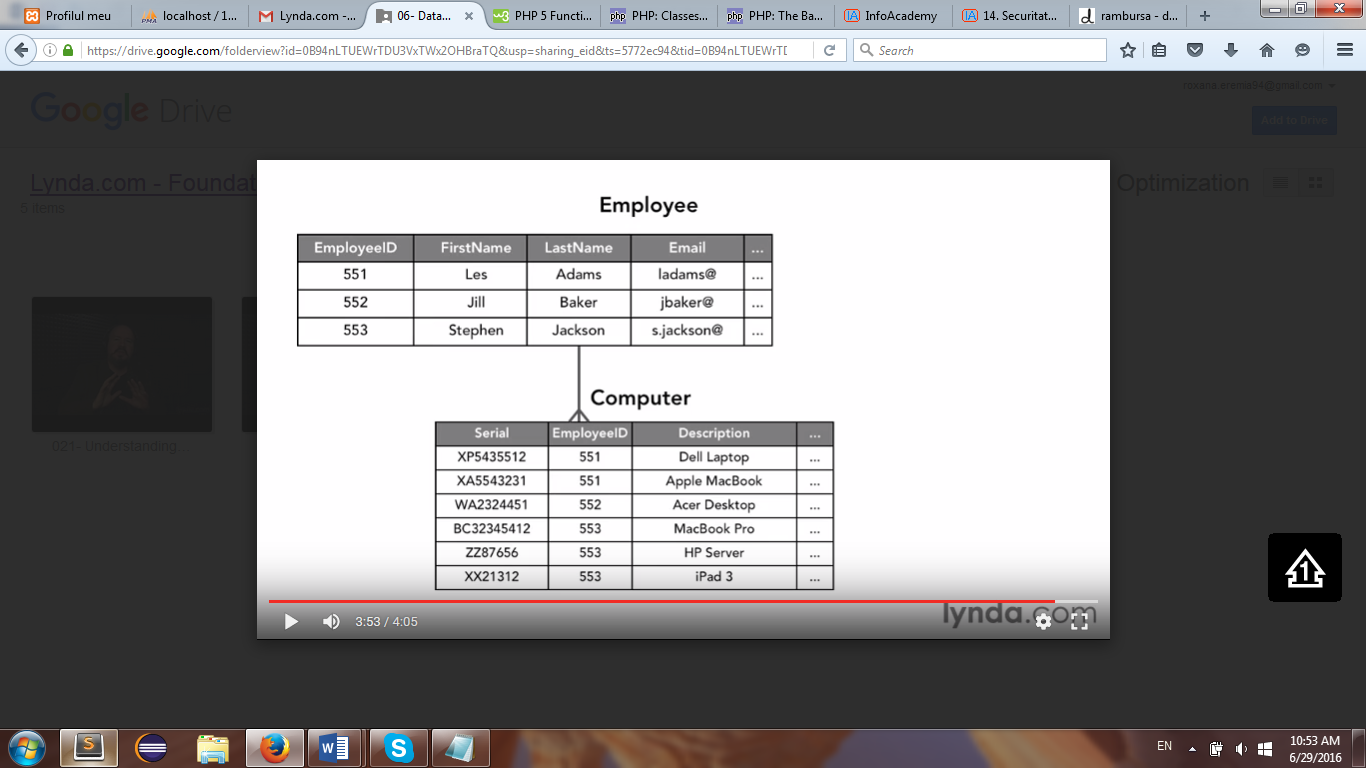 Profilul meu
localhost / 1...
Lynda.com -...
06- Data...
PHP 5 Functi...
PHP: Classes...
PHP: The Ba...
InfoAcademy
14. Securitat...
rambursa - d...
https://drive.google.com/folderview?id=0B94nLTUEWrTDU3VxTWx2OHBraTQ&usp=sharing_eid&ts=5772ec94&tid=0B94nLTUEWrTD
Search
Google Drive
roxana.eremia94@gmail.com
Add to Drive
Lynda.com - Foundat
Optimization
5 items
021- Understanding
Employee
EmployeeID FirstName LastName Email ...
551 Les Adams ladams@ ...
552 Jill Baker jbaker@ ...
553 Stephen Jackson s.jackson@ ...
Computer
Serial EmployeeID Description ...
XP5435512 551 Dell Laptop ...
XA5543231 551 Apple MacBook ...
WA2324451 552 Acer Desktop ...
BC32345412 553 MacBook Pro ...
ZZ87656 553 HP Server ...
XX21312 553 iPad 3 ...
lynda.com
3:53 / 4:05
1
EN
10:53 AM
6/29/2016